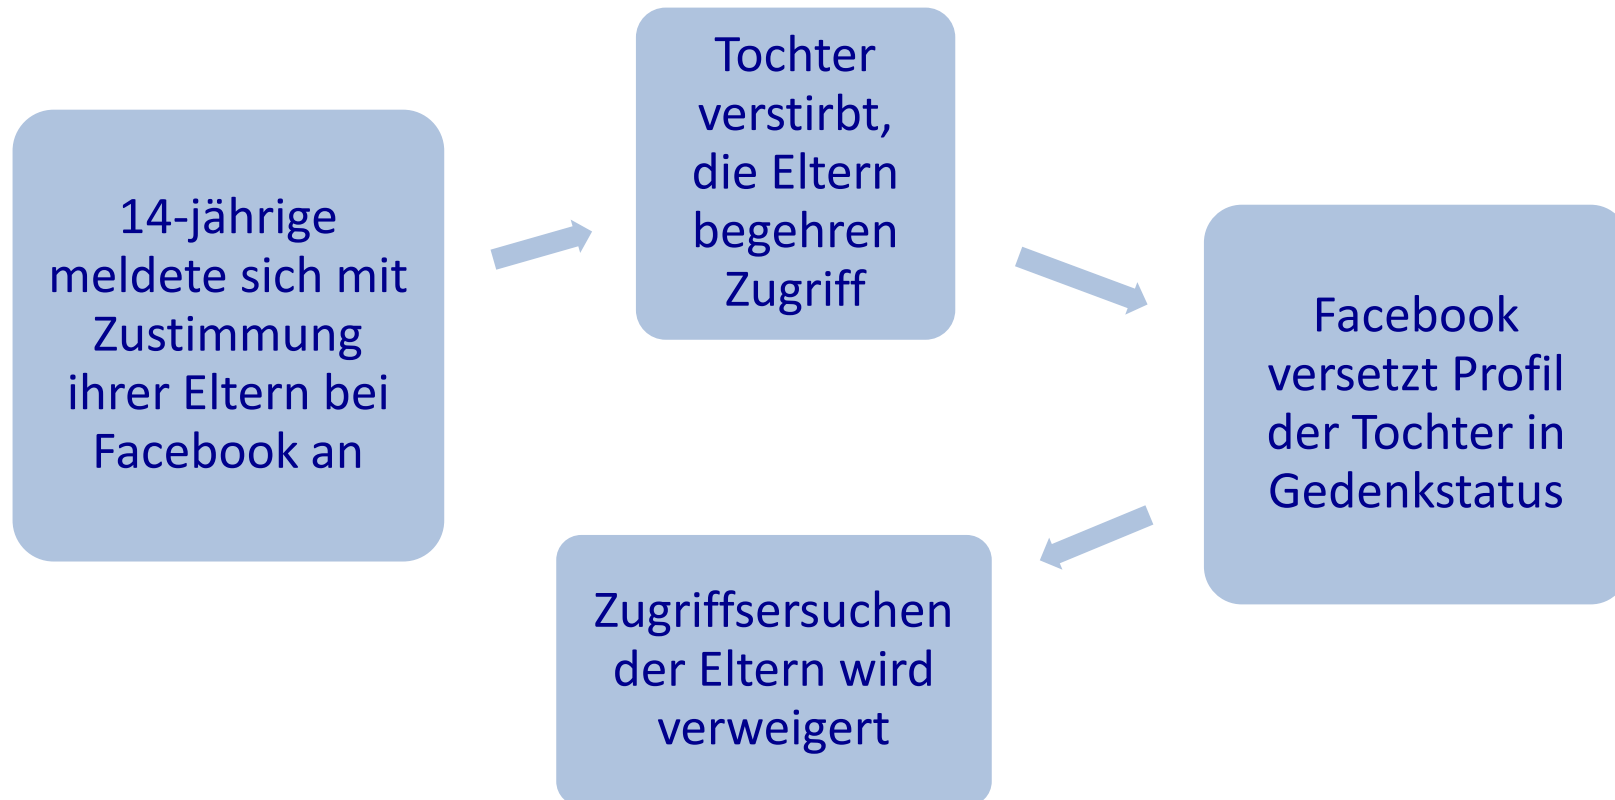 14-jährige
meldete sich mit
Zustimmung
ihrer Eltern bei
Facebook an
Tochter
verstirbt,
die Eltern
begehren
Zugriff
Facebook
versetzt Profil
der Tochter in
Gedenkstatus
Zugriffsersuchen
der Eltern wird
verweigert